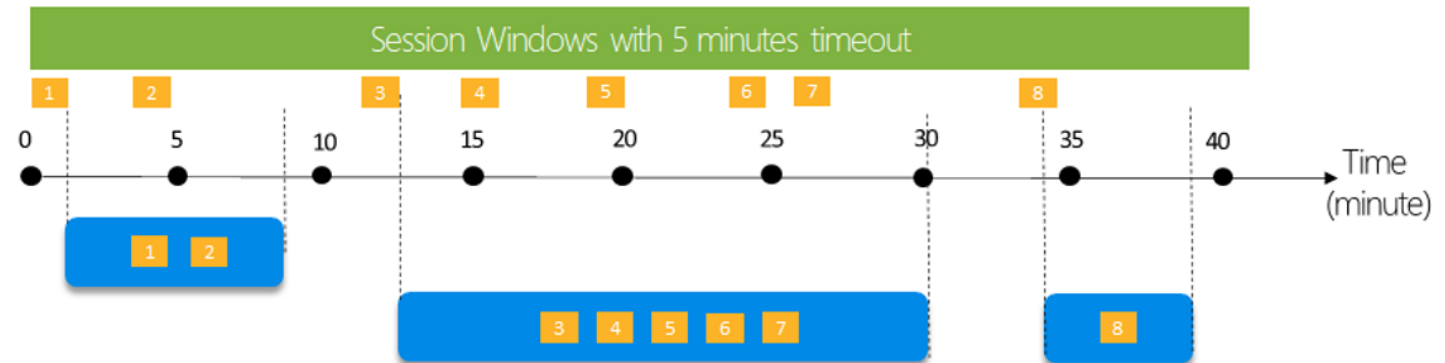 Session Windows with 5 minutes timeout
1 2 3 4 5 6 7 8
0 5 10 15 20 25 30 35 40
Time
(minute)
1 2
3 4 5 6 7 8